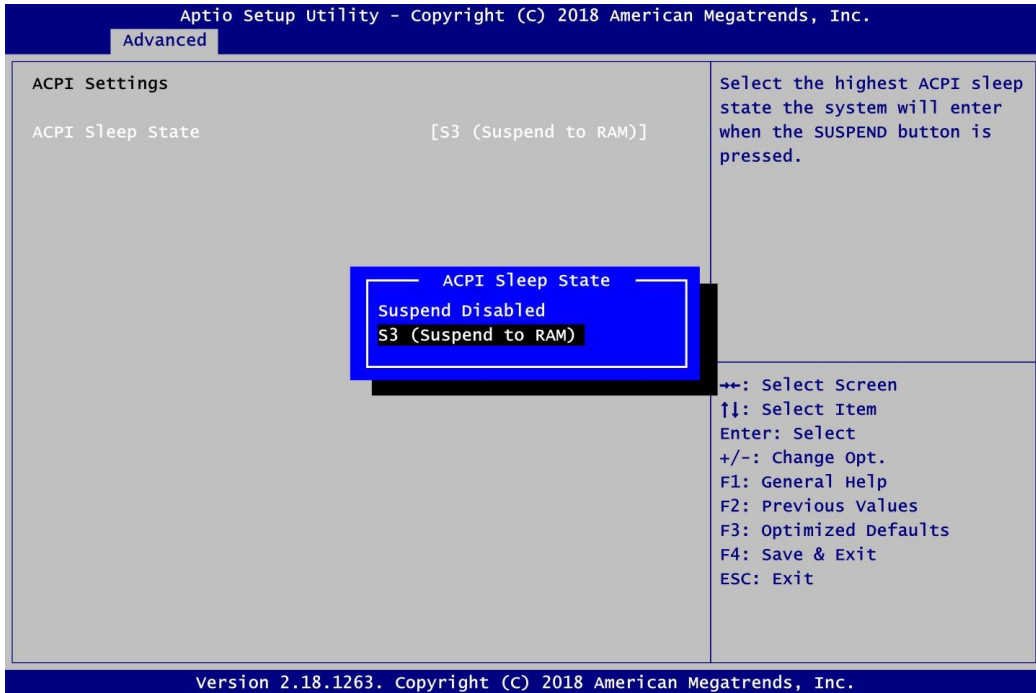 Aptio Setup Utility - Copyright (C) 2018 American Megatrends, Inc.
Advanced
ACPI Settings
ACPI Sleep State [S3 (Suspend to RAM)]
ACPI Sleep State
Suspend Disabled
S3 (Suspend to RAM)
Select the highest ACPI sleep
state the system will enter
when the SUSPEND button is
pressed.
→←: Select Screen
↑↓: Select Item
Enter: Select
+/-: Change Opt.
F1: General Help
F2: Previous Values
F3: Optimized Defaults
F4: Save & Exit
ESC: Exit
Version 2.18.1263. Copyright (C) 2018 American Megatrends, Inc.